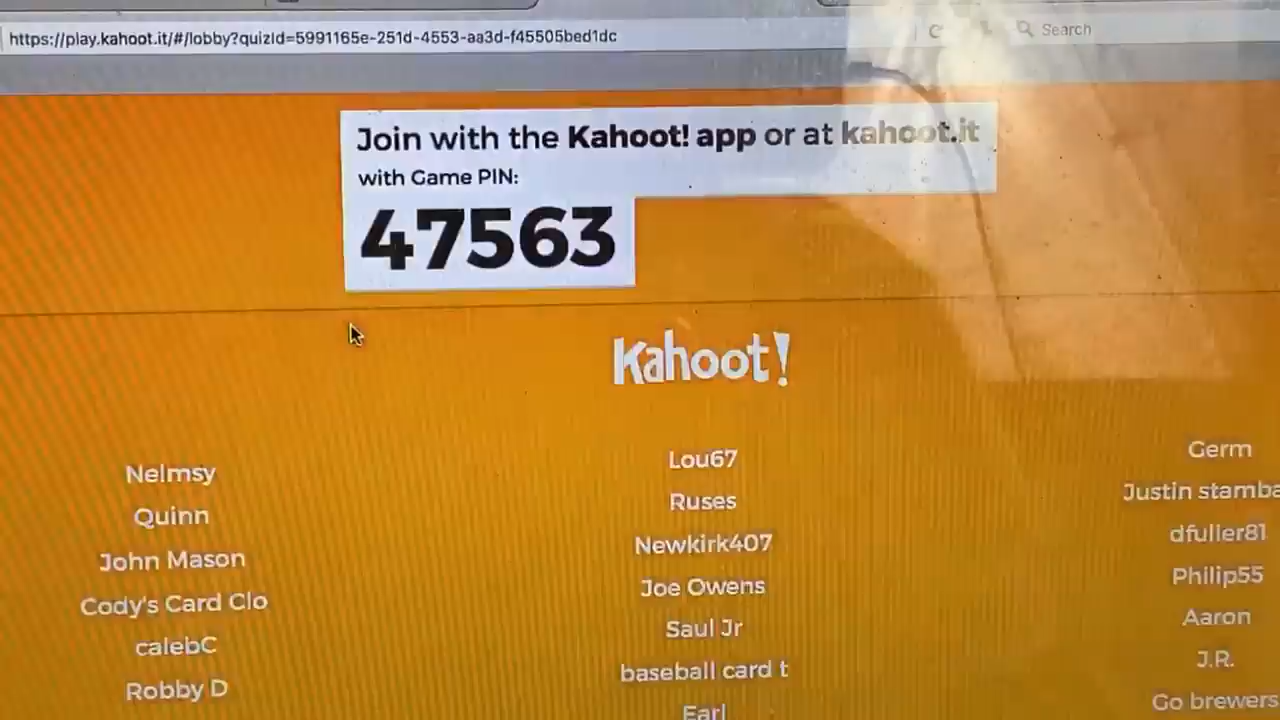 https://play.kahoot.it/#/lobby?quizId=5991165e-251d-4553-aa3d-f45505bed1dc
Search
Join with the Kahoot! app or at kahoot.it
with Game PIN:
47563
Kahoot!
Nelmsy
Quinn
John Mason
Cody's Card Clo
calebC
Robby D
Lou67
Ruses
Newkirk407
Joe Owens
Saul Jr
baseball card t
Earl
Germ
Justin stamba
dfuller81
Philip55
Aaron
J.R.
Go brewers